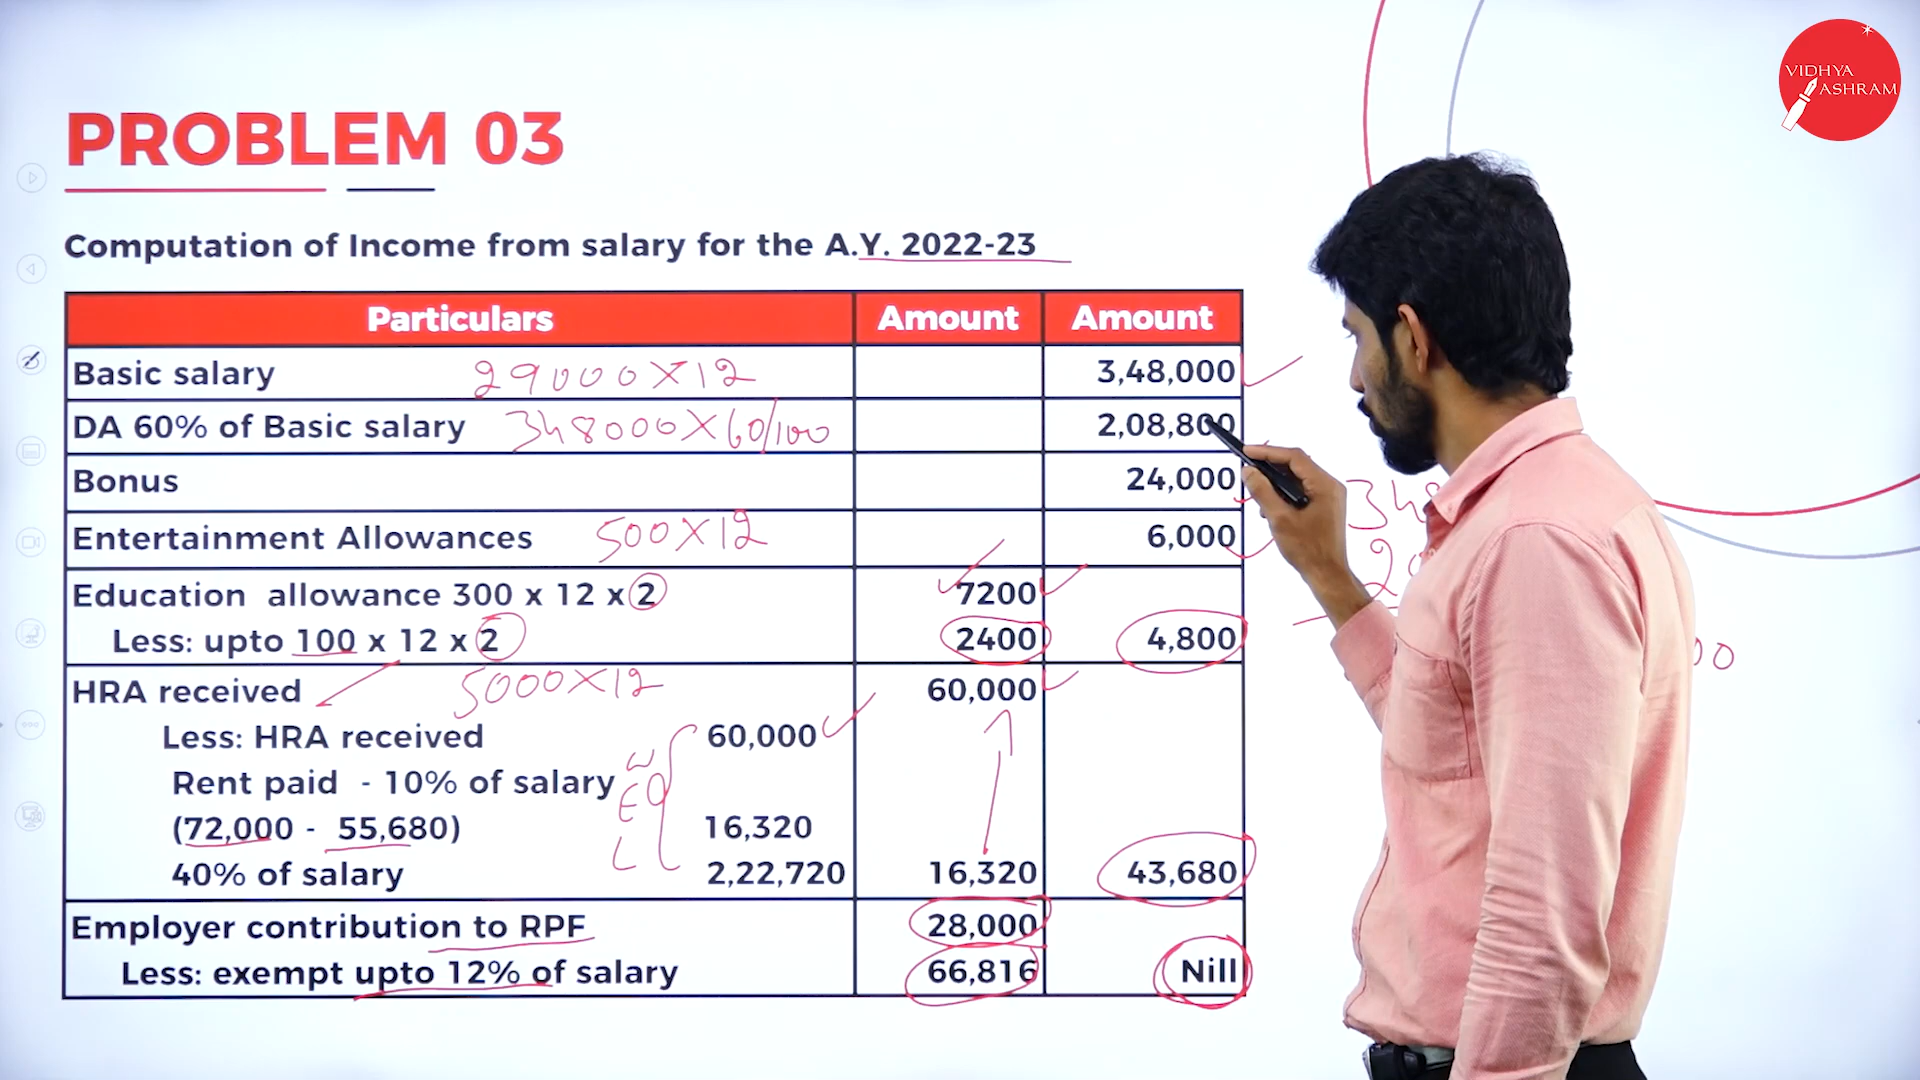 VIDHYA
ASHRAM
PROBLEM 03
Computation of Income from salary for the A.Y. 2022-23
Particulars Amount Amount
Basic salary 29000 X 12 3,48,000
DA 60% of Basic salary 348000 X 60/100 2,08,800
Bonus 24,000
Entertainment Allowances 500 X 12 6,000
Education allowance 300 x 12 x 2 7200
Less: upto 100 x 12 x 2 2400 4,800
HRA received 5000 X 12 60,000
Less: HRA received 60,000
Rent paid - 10% of salary
(72,000 - 55,680) 16,320
40% of salary 2,22,720 16,320 43,680
Employer contribution to RPF 28,000
Less: exempt upto 12% of salary 66,816 Nill